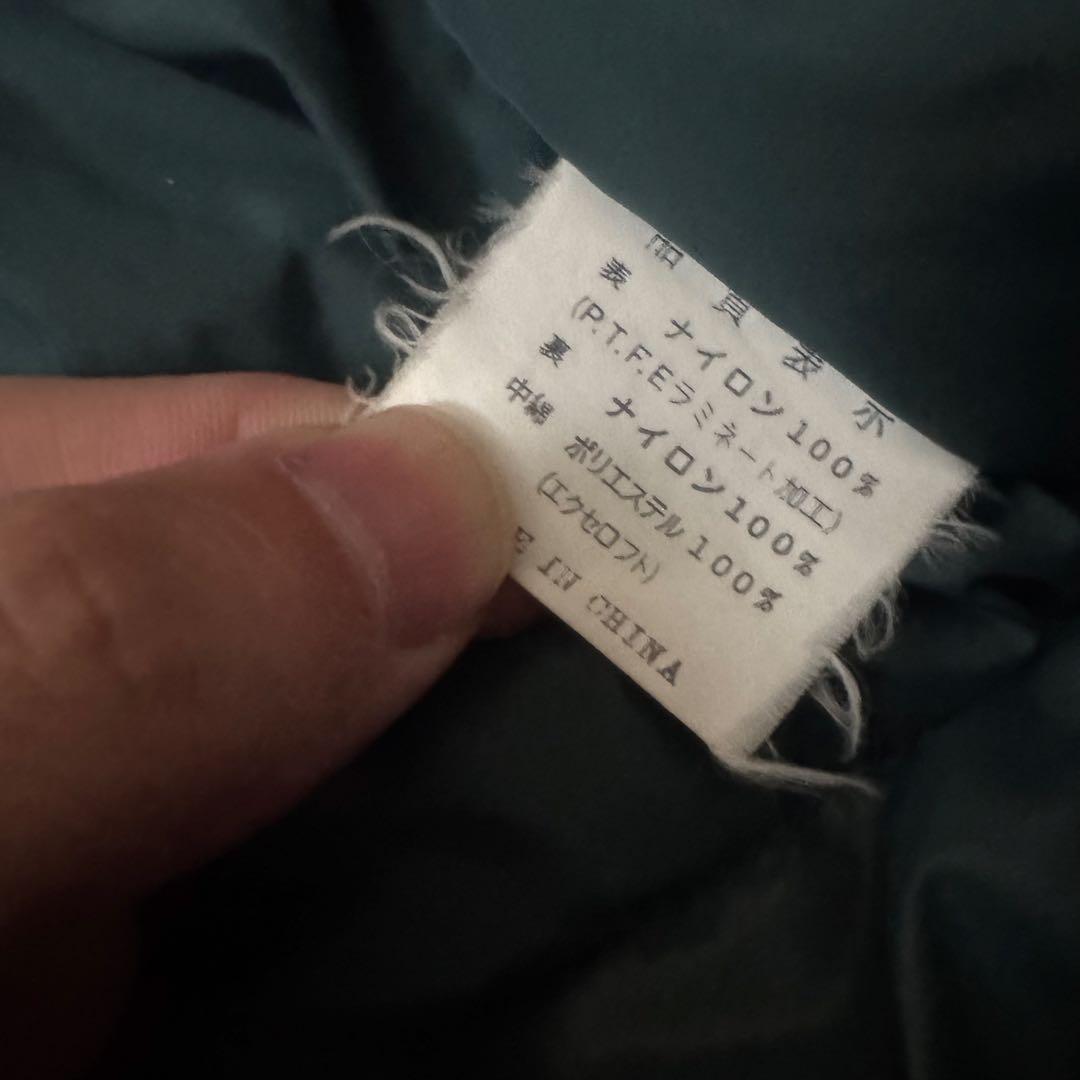 品質表示
表 ナイロン100%
(P.T.F.Eラミネート加工)
裏 ナイロン100%
中綿 ポリエステル100%
(エクセロフト)
E IN CHINA